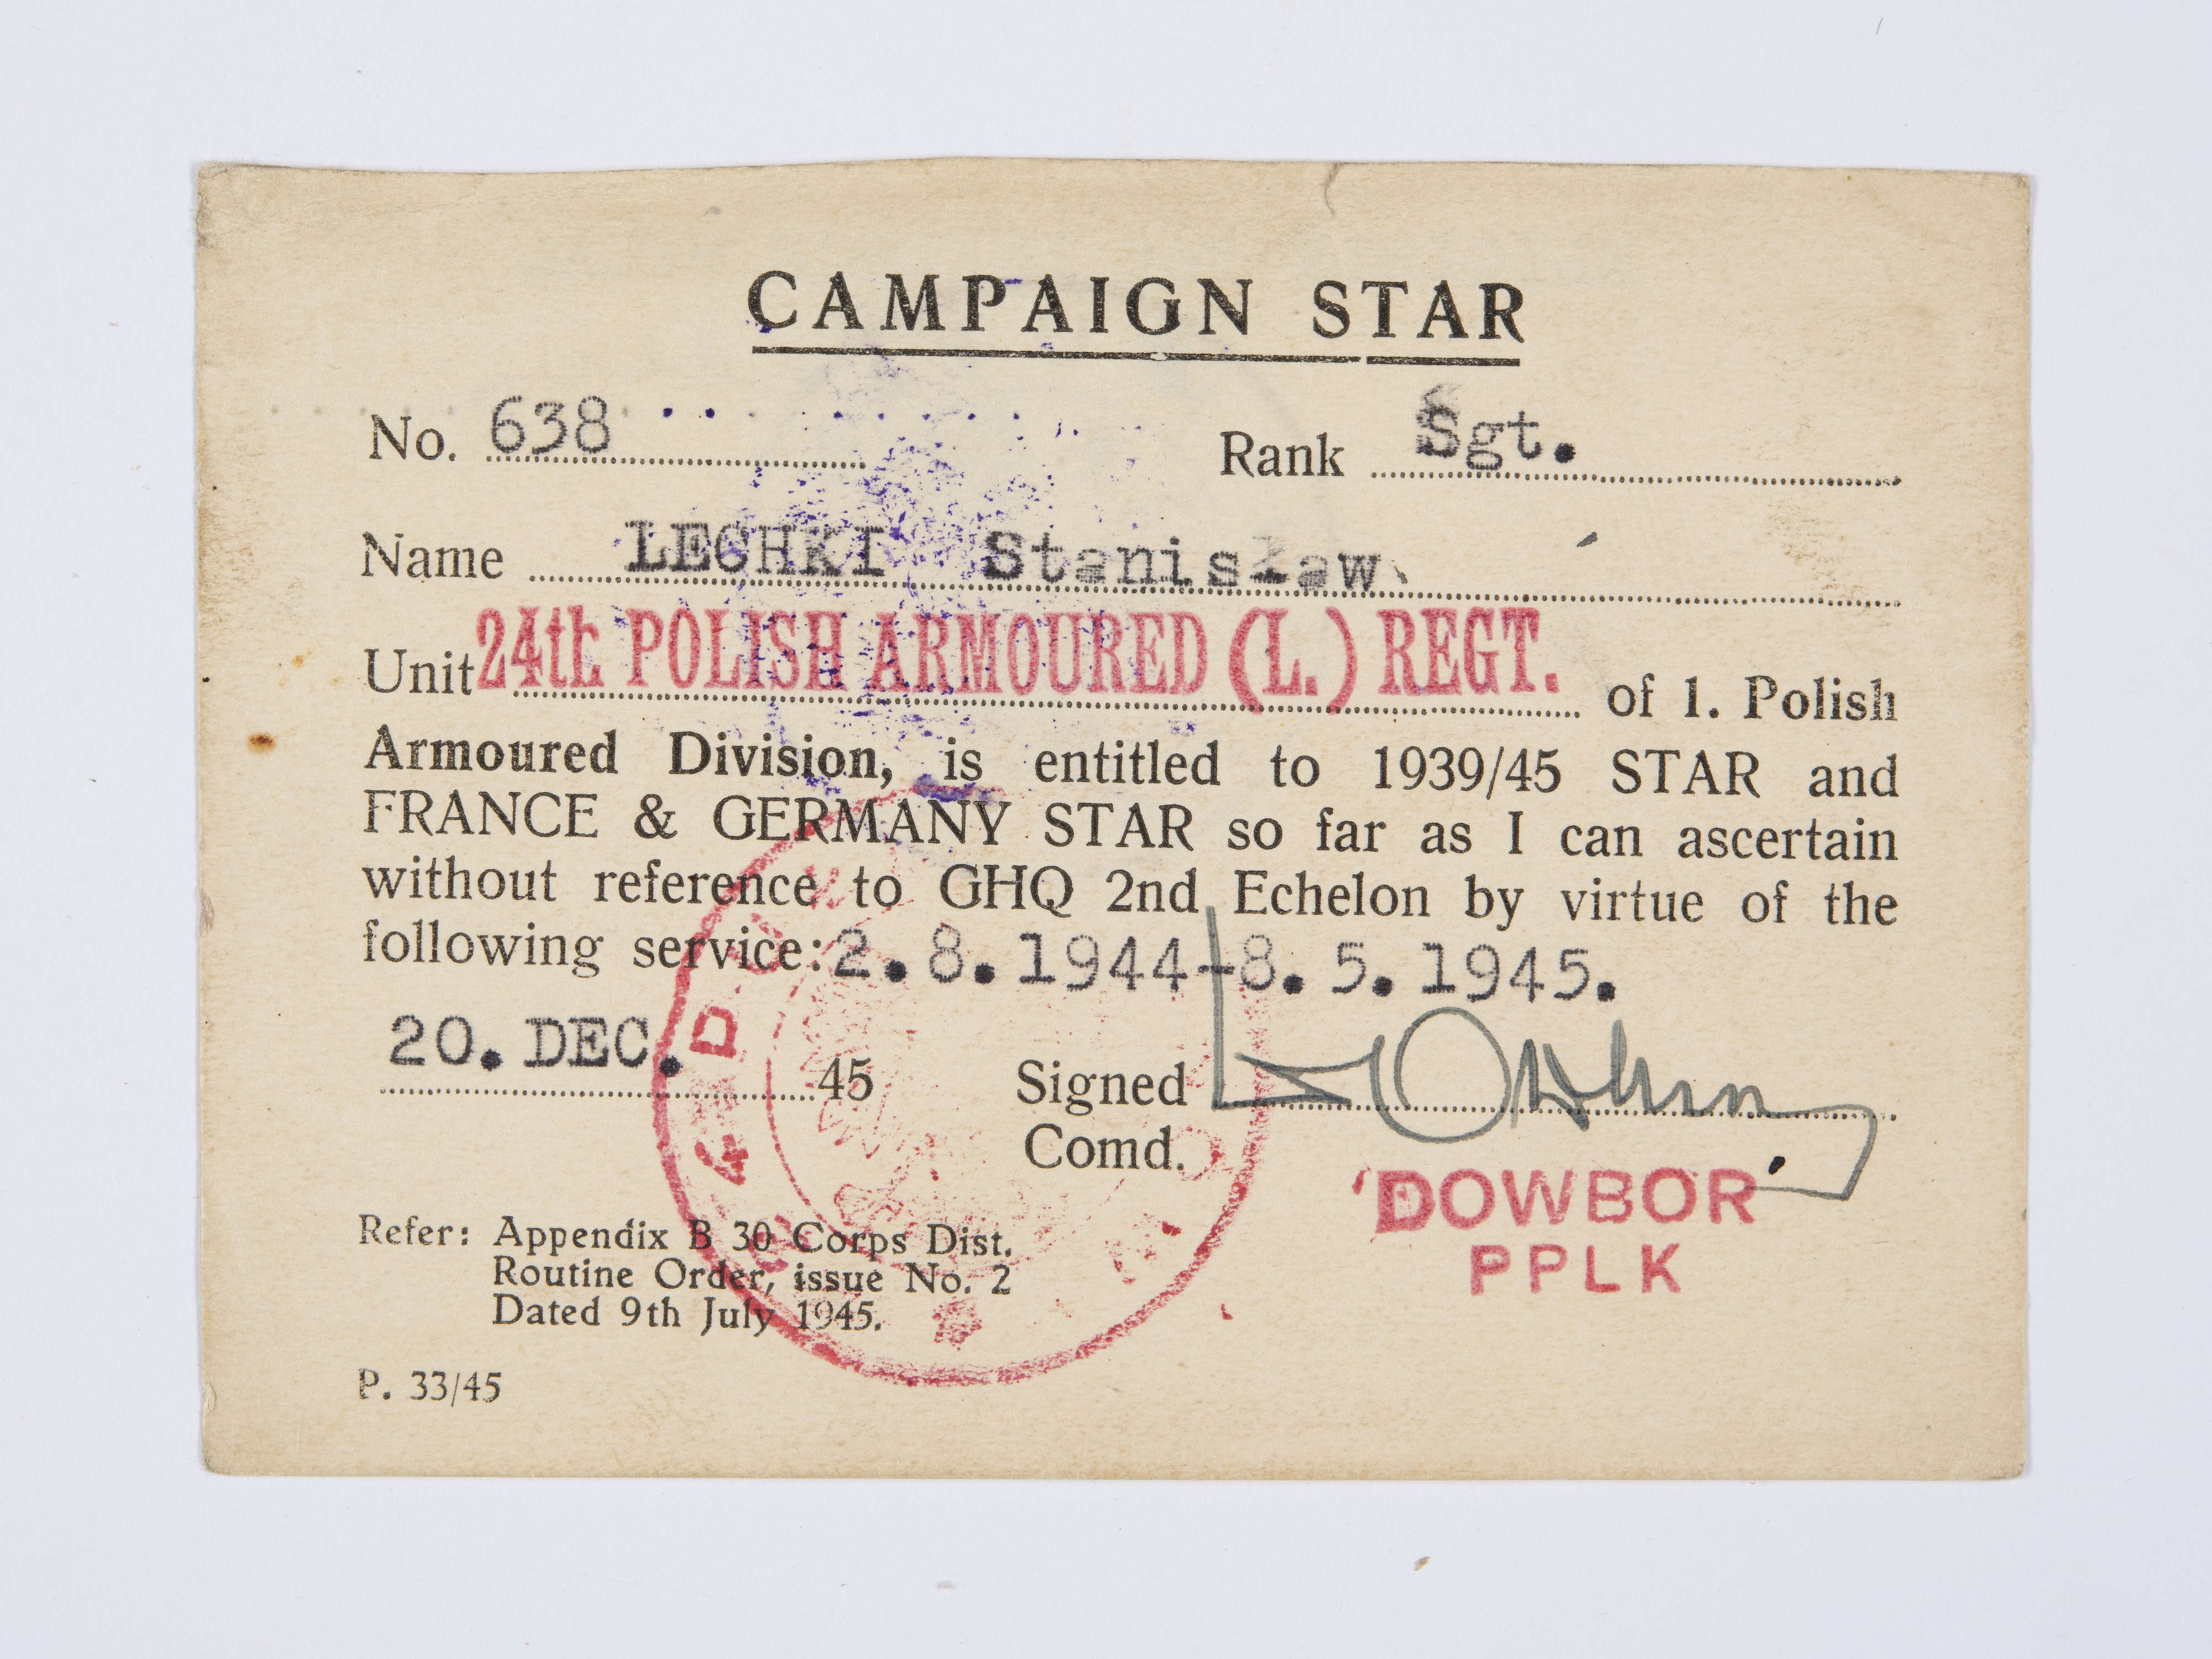 CAMPAIGN STAR
No. 638 Rank Sgt.
Name LECHKI Stanisław
Unit 24th POLISH ARMOURED (L.) REGT. of 1. Polish
Armoured Division, is entitled to 1939/45 STAR and
FRANCE & GERMANY STAR so far as I can ascertain
without reference to GHQ 2nd Echelon by virtue of the
following service: 2.8.1944-8.5.1945.
20.DEC. 45 Signed
Comd.
DOWBOR
PPLK
Refer: Appendix B 30 Corps Dist.
Routine Order, issue No. 2
Dated 9th July 1945.
P. 33/45